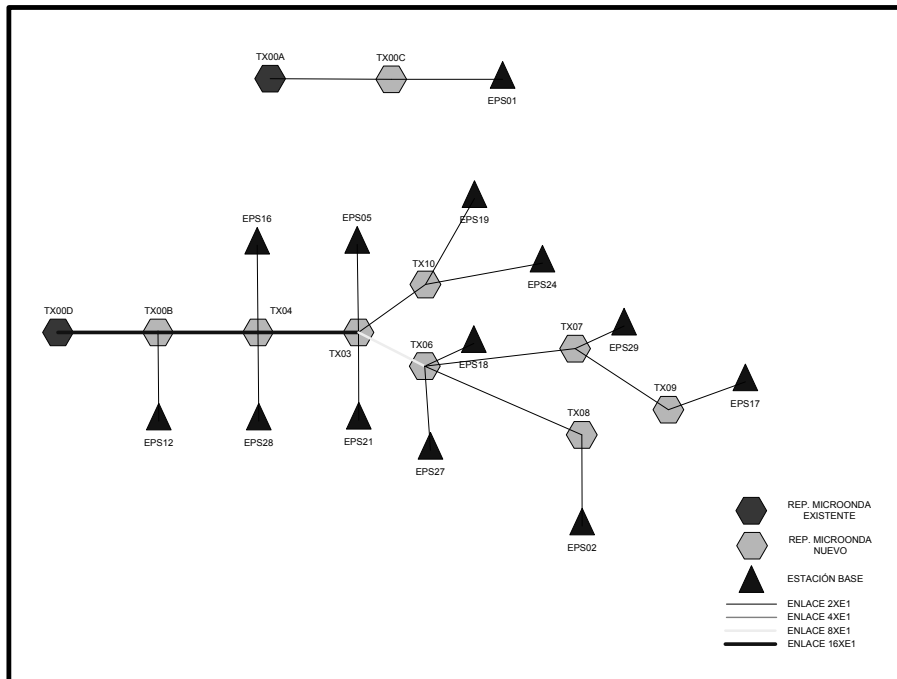 TX00A
TX00C
EPS01
EPS19
EPS16
EPS05
TX10
EPS24
TX00D
TX00B
TX04
TX03
TX06
EPS18
TX07
EPS29
TX09
EPS17
EPS12
EPS28
EPS21
EPS27
TX08
EPS02
REP. MICROONDA
EXISTENTE
REP. MICROONDA
NUEVO
ESTACIÓN BASE
ENLACE 2XE1
ENLACE 4XE1
ENLACE 8XE1
ENLACE 16XE1